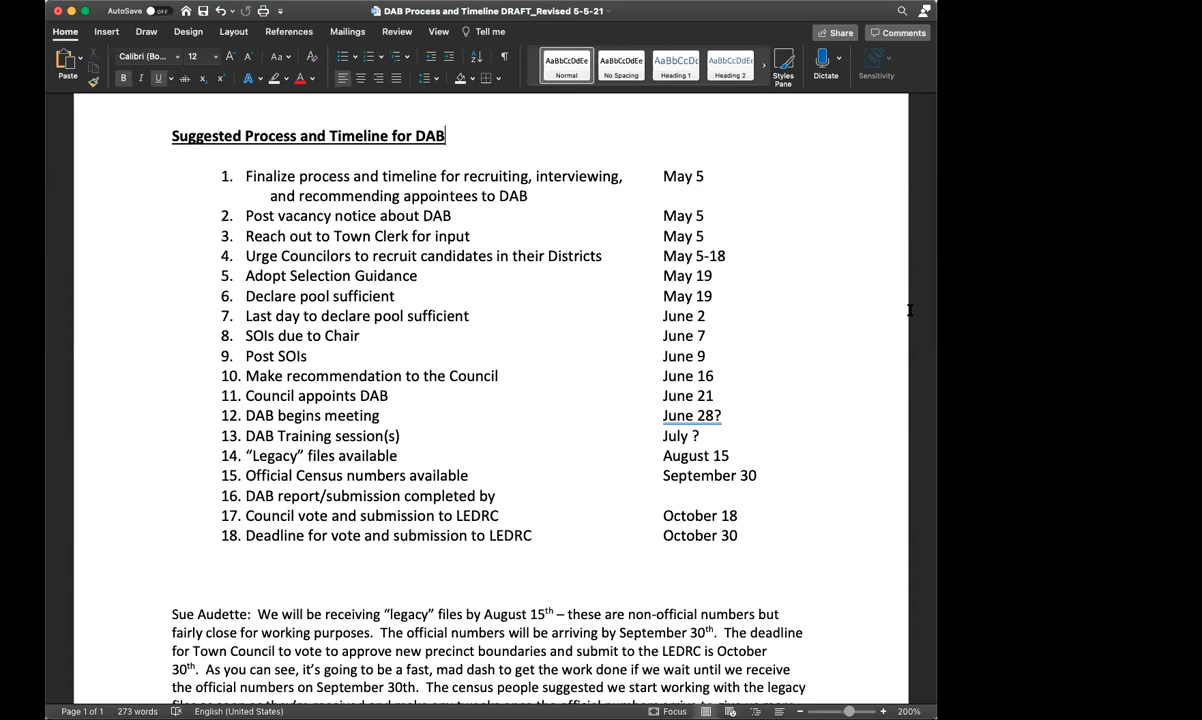 AutoSave OFF DAB Process and Timeline DRAFT_Revised 5-5-21
Home Insert Draw Design Layout References Mailings Review View Tell me Share Comments
Calibri (Bo... 12 Aa
Paste
B I U ab x₂ x² A A
AaBbCcDdEe AaBbCcDdEe AaBbCcDc AaBbCcDdEe
Normal No Spacing Heading 1 Heading 2 Styles Pane Dictate Sensitivity
Suggested Process and Timeline for DAB
1. Finalize process and timeline for recruiting, interviewing, May 5
and recommending appointees to DAB
2. Post vacancy notice about DAB May 5
3. Reach out to Town Clerk for input May 5
4. Urge Councilors to recruit candidates in their Districts May 5-18
5. Adopt Selection Guidance May 19
6. Declare pool sufficient May 19
7. Last day to declare pool sufficient June 2
8. SOIs due to Chair June 7
9. Post SOIs June 9
10. Make recommendation to the Council June 16
11. Council appoints DAB June 21
12. DAB begins meeting June 28?
13. DAB Training session(s) July ?
14. “Legacy” files available August 15
15. Official Census numbers available September 30
16. DAB report/submission completed by
17. Council vote and submission to LEDRC October 18
18. Deadline for vote and submission to LEDRC October 30
Sue Audette: We will be receiving “legacy” files by August 15th – these are non-official numbers but
fairly close for working purposes. The official numbers will be arriving by September 30th. The deadline
for Town Council to vote to approve new precinct boundaries and submit to the LEDRC is October
30th. As you can see, it’s going to be a fast, mad dash to get the work done if we wait until we receive
the official numbers on September 30th. The census people suggested we start working with the legacy
Page 1 of 1 273 words English (United States) Focus 200%